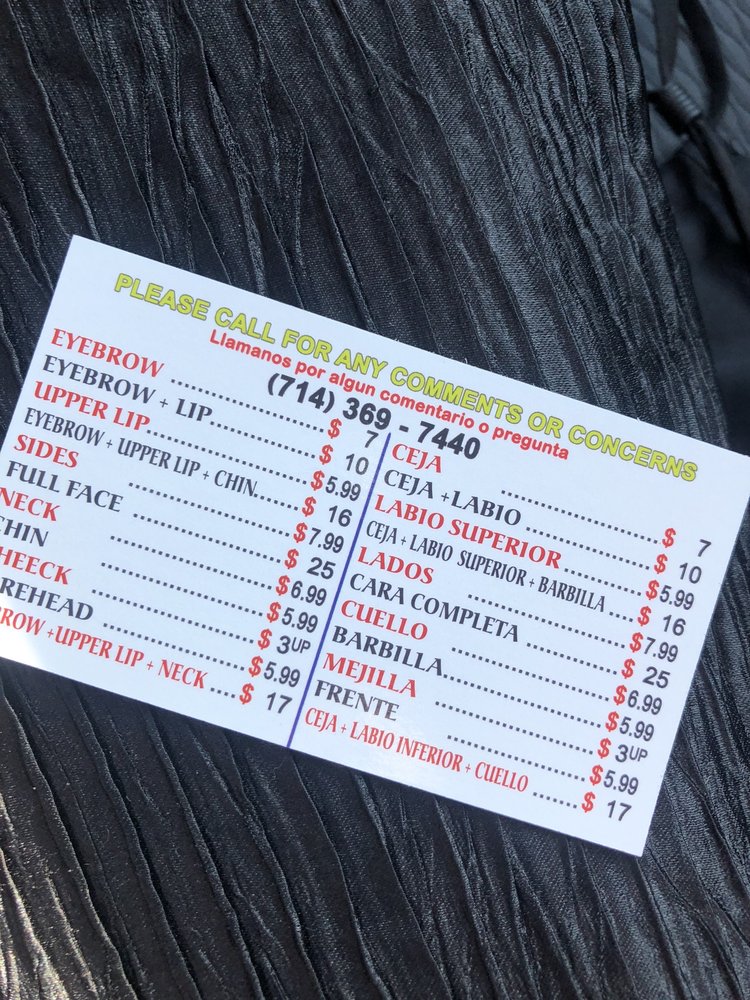 PLEASE CALL FOR ANY COMMENTS OR CONCERNS
Llamanos por algun comentario o pregunta
(714) 369 - 7440
EYEBROW ........................ $ 7
EYEBROW + LIP................ $ 10
UPPER LIP......................... $5.99
EYEBROW + UPPER LIP + CHIN...... $ 16
SIDES ........................ $7.99
FULL FACE ........................ $ 25
NECK ........................ $6.99
CHIN ........................ $5.99
HEECK ........................ $ 3UP
REHEAD ........................ $5.99
ROW +UPPER LIP + NECK .... $ 17
CEJA ........................ $ 7
CEJA +LABIO .................... $ 10
LABIO SUPERIOR............ $5.99
CEJA + LABIO SUPERIOR + BARBILLA .... $ 16
LADOS ........................ $7.99
CARA COMPLETA ................ $ 25
CUELLO ........................ $6.99
BARBILLA........................ $5.99
MEJILLA ........................ $ 3UP
FRENTE ........................ $5.99
CEJA + LABIO INFERIOR + CUELLO ....... $ 17